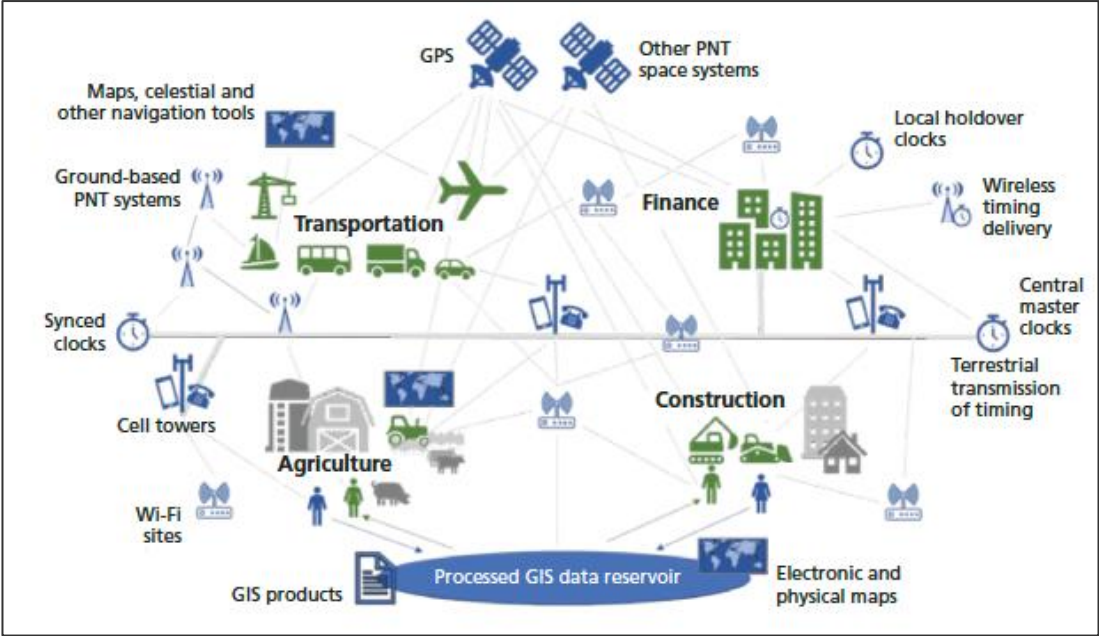 GPS
Other PNT
space systems
Maps, celestial and
other navigation tools
Local holdover
clocks
Ground-based
PNT systems
Transportation
Finance
Wireless
timing
delivery
Synced
clocks
Central
master
clocks
Terrestrial
transmission
of timing
Cell towers
Construction
Agriculture
Wi-Fi
sites
GIS products
Processed GIS data reservoir
Electronic and
physical maps